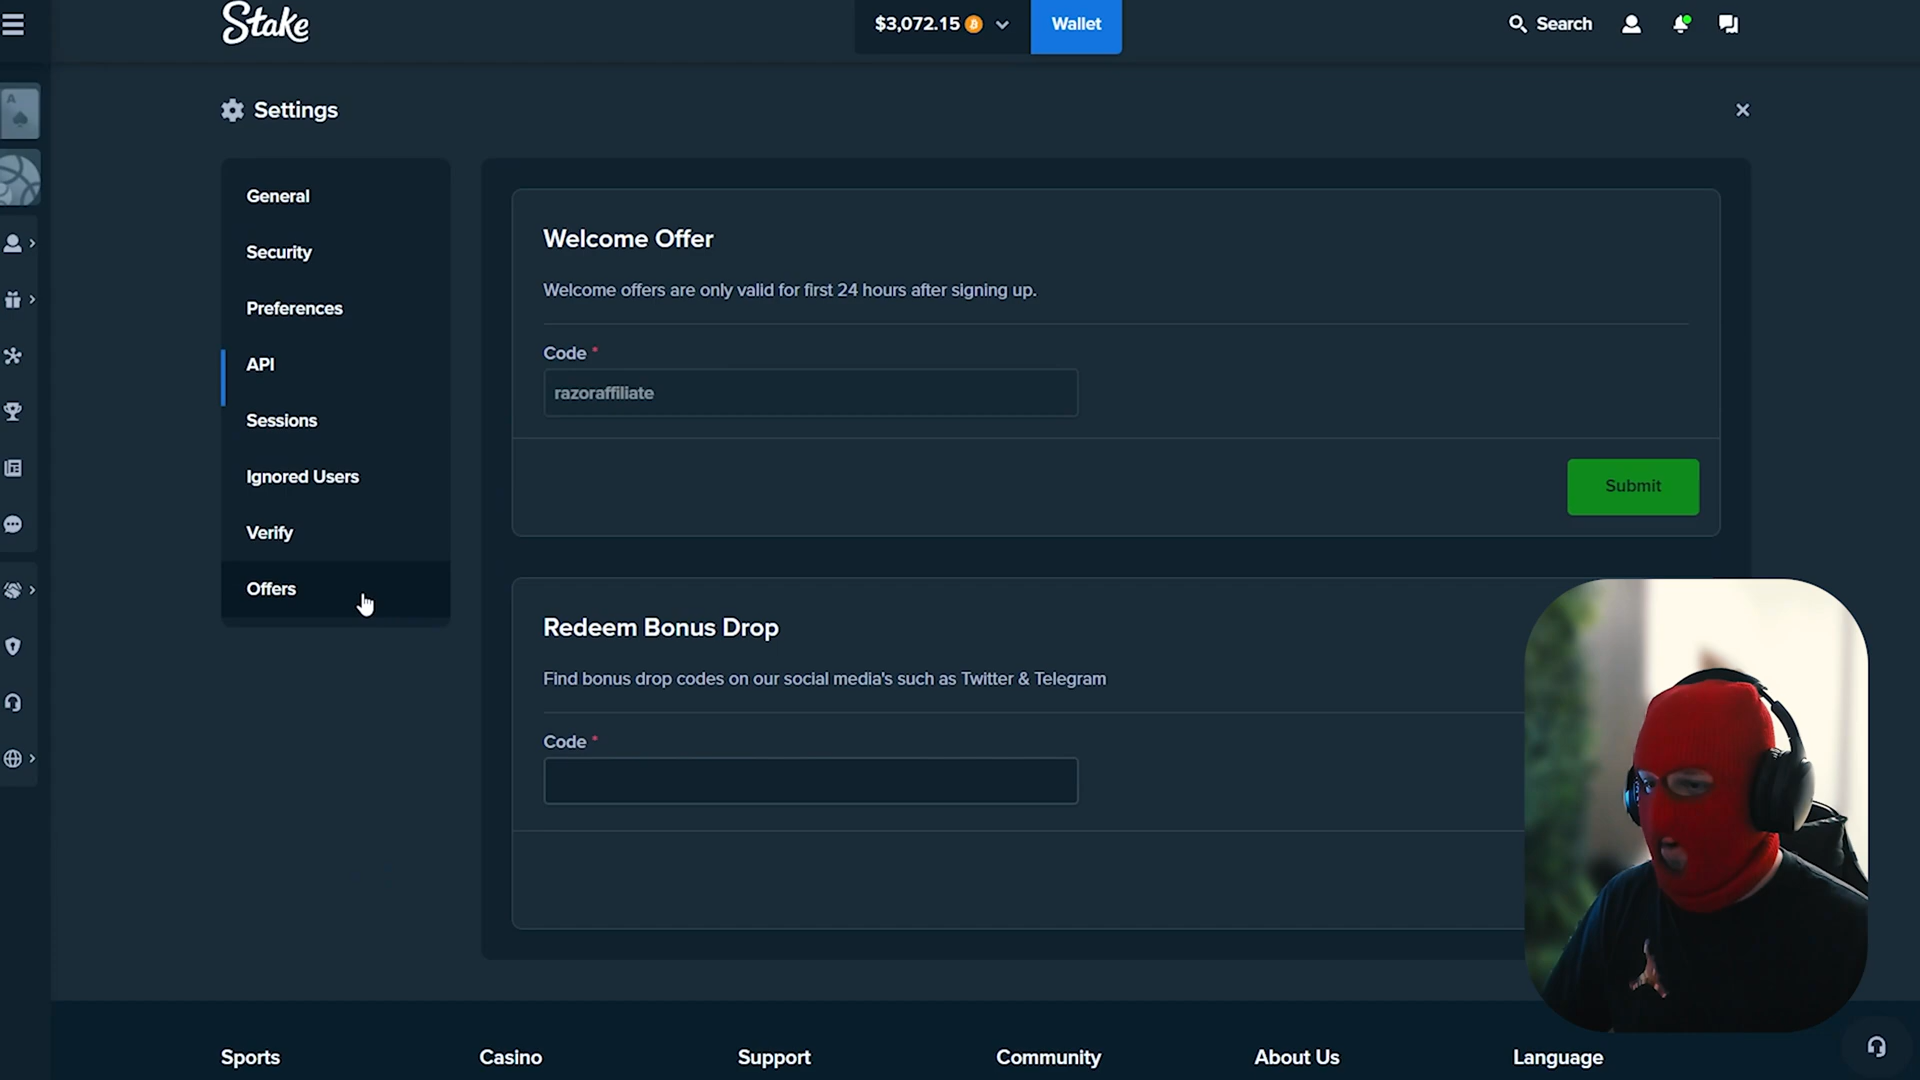 Stake
$3,072.15
Wallet
Search
A
Settings
General
Security
Preferences
API
Sessions
Ignored Users
Verify
Offers
Welcome Offer
Welcome offers are only valid for first 24 hours after signing up.
Code *
razoraffiliate
Submit
Redeem Bonus Drop
Find bonus drop codes on our social media's such as Twitter & Telegram
Code *
Sports
Casino
Support
Community
About Us
Language